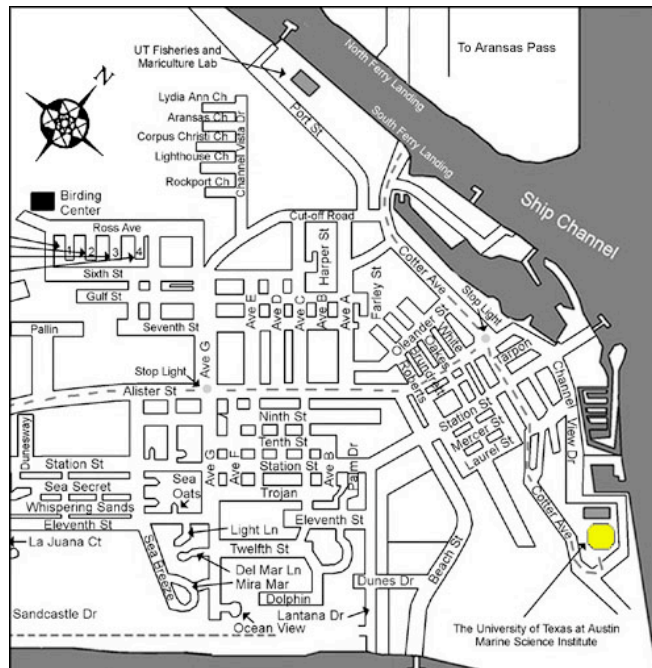 To Aransas Pass
North Ferry Landing
UT Fisheries and
Mariculture Lab
N
Lydia Ann Ch
Aransas Ch
Corpus Christi Ch
Lighthouse Ch
Rockport Ch
Channel Vista Dr
Port St
South Ferry Landing
Ship Channel
Birding
Center
Ross Ave
1 2 3 4
Cut-off Road
Sixth St
Gulf St
Seventh St
Pallin
Harper St
Ave E
Ave D
Ave C
Ave B
Ave A
Farley St
Cotter Ave
Stop Light
Oleander
White
Oakes
Brundrett
Roberts
Tarpon
Ave G
Stop Light
Alister St
Station St
Mercer St
Laurel St
Channel View Dr
Dunesway
Ninth St
Tenth St
Station St
Trojan
Ave G
Ave F
Ave B
Palm Dr
Station St
Sea Secret
Whispering Sands
Eleventh St
Sea
Oats
La Juana Ct
Sea Breeze
Light Ln
Eleventh St
Twelfth St
Del Mar Ln
Mira Mar
Dolphin
Dunes Dr
Beach St
Cotter Ave
Lantana Dr
Ocean View
Sandcastle Dr
The University of Texas at Austin
Marine Science Institute